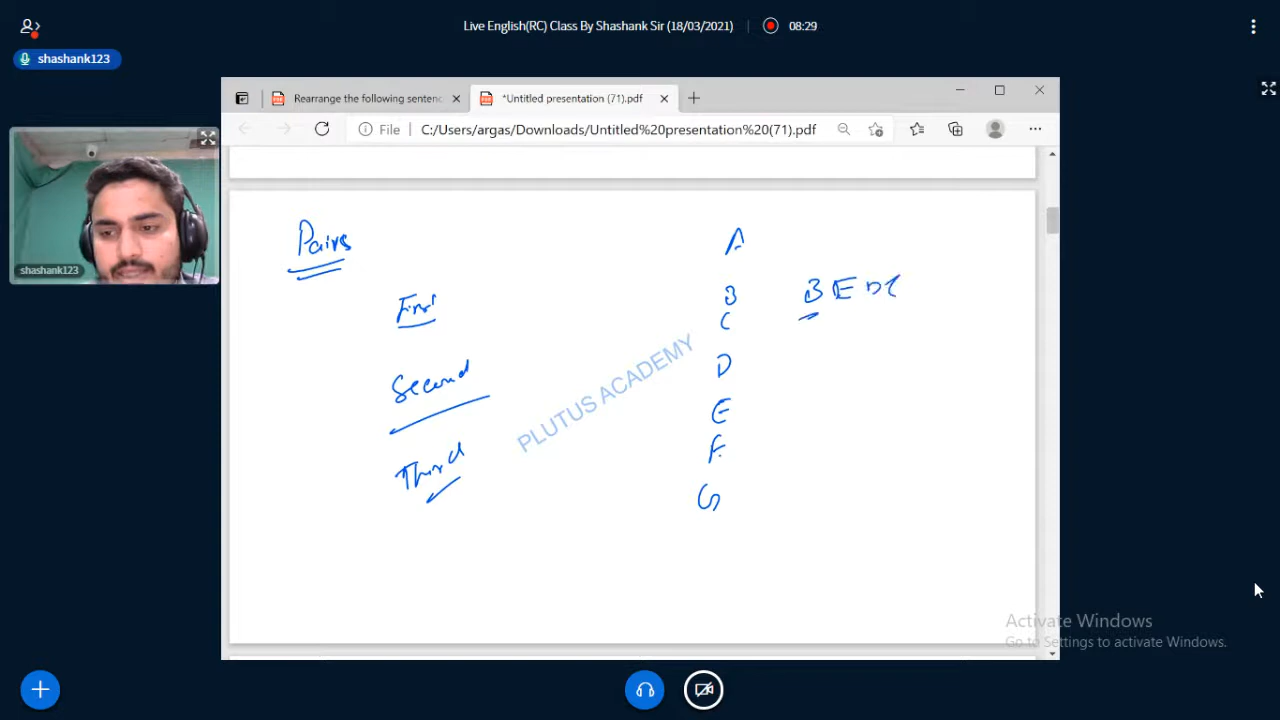 Live English(RC) Class By Shashank Sir (18/03/2021)
08:29
shashank123
Rearrange the following sentenc
*Untitled presentation (71).pdf
File
C:/Users/argas/Downloads/Untitled%20presentation%20(71).pdf
shashank123
Pairs
First
Second
Third
PLUTUS ACADEMY
A
B
C
D
E
F
G
B E D C
Activate Windows
Go to Settings to activate Windows.